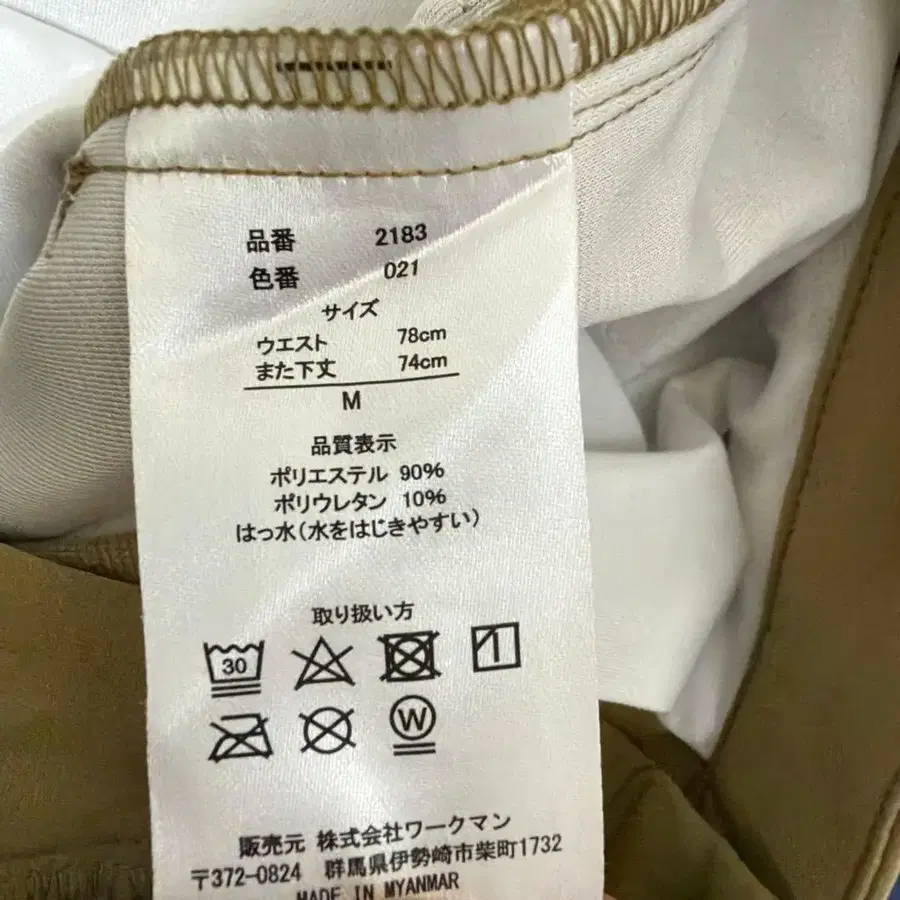 品番 2183
色番 021
サイズ
ウエスト 78cm
また下丈 74cm
M
品質表示
ポリエステル 90%
ポリウレタン 10%
はっ水(水をはじきやすい)
取り扱い方
30
1
W
販売元 株式会社ワークマン
〒372-0824 群馬県伊勢崎市柴町1732
MADE IN MYANMAR